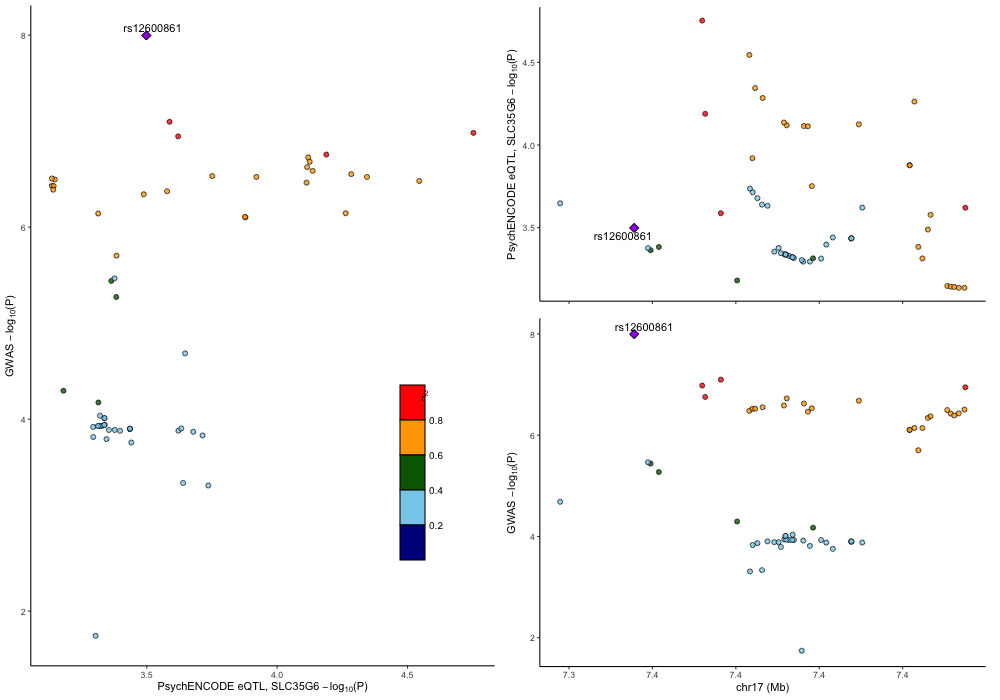 rs12600861
8
6
4
2
GWAS −log10(P)
3.5
4.0
4.5
PsychENCODE eQTL, SLC35G6 −log10(P)
r2
0.8
0.6
0.4
0.2
PsychENCODE eQTL, SLC35G6 −log10(P)
4.5
4.0
3.5
rs12600861
rs12600861
8
6
4
2
GWAS −log10(P)
7.3
7.4
7.4
7.4
7.4
chr17 (Mb)